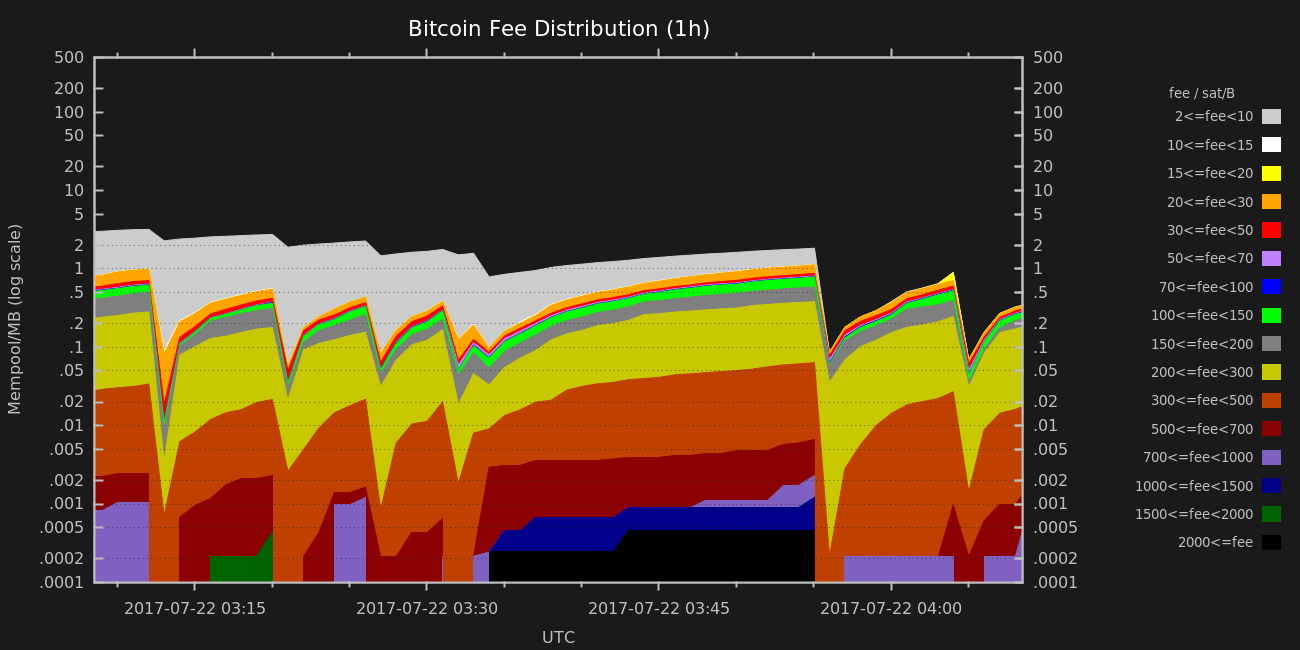 Bitcoin Fee Distribution (1h)
500
200
100
50
20
10
5
2
1
.5
.2
.1
.05
.02
.01
.005
.002
.001
.0005
.0002
.0001
Mempool/MB (log scale)
500
200
100
50
20
10
5
2
1
.5
.2
.1
.05
.02
.01
.005
.002
.001
.0005
.0002
.0001
2017-07-22 03:15
2017-07-22 03:30
2017-07-22 03:45
2017-07-22 04:00
UTC
fee / sat/B
2<=fee<10
10<=fee<15
15<=fee<20
20<=fee<30
30<=fee<50
50<=fee<70
70<=fee<100
100<=fee<150
150<=fee<200
200<=fee<300
300<=fee<500
500<=fee<700
700<=fee<1000
1000<=fee<1500
1500<=fee<2000
2000<=fee